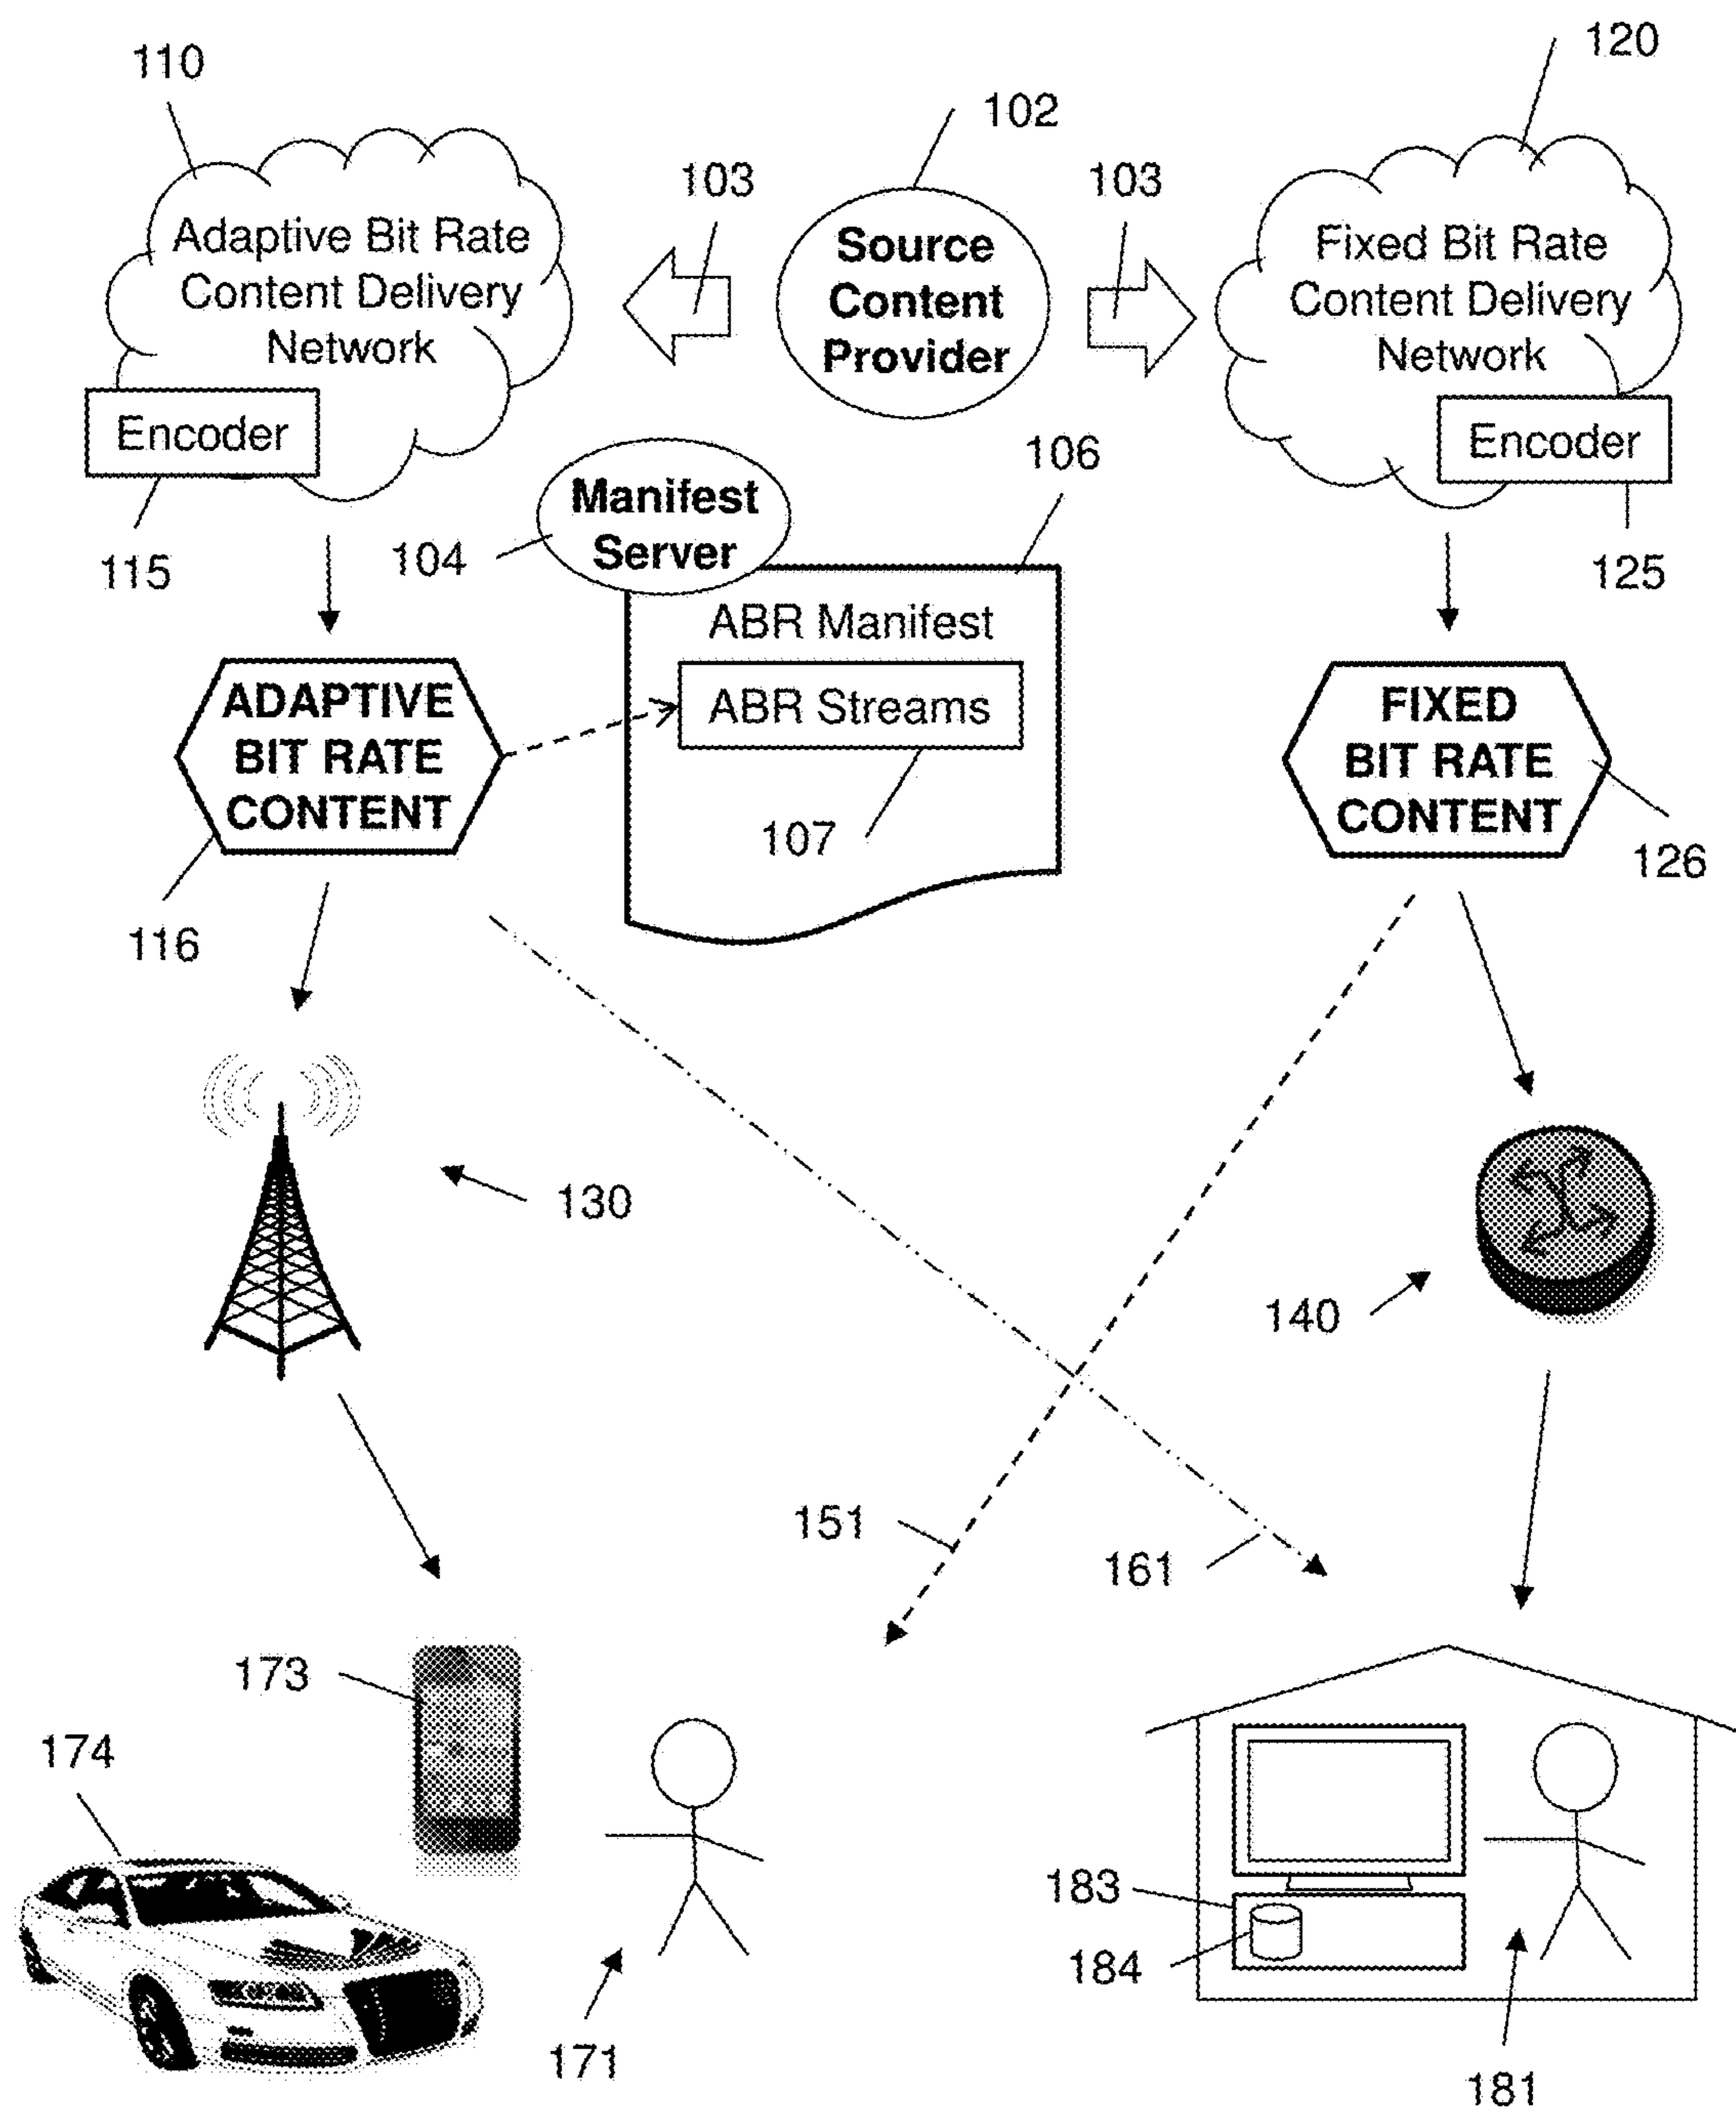 110
120
102
103
103
Adaptive Bit Rate
Content Delivery
Network
Source
Content
Provider
Fixed Bit Rate
Content Delivery
Network
Encoder
Encoder
106
Manifest
Server
104
115
125
ABR Manifest
ABR Streams
107
ADAPTIVE
BIT RATE
CONTENT
FIXED
BIT RATE
CONTENT
126
116
130
140
151
161
173
174
183
184
171
181